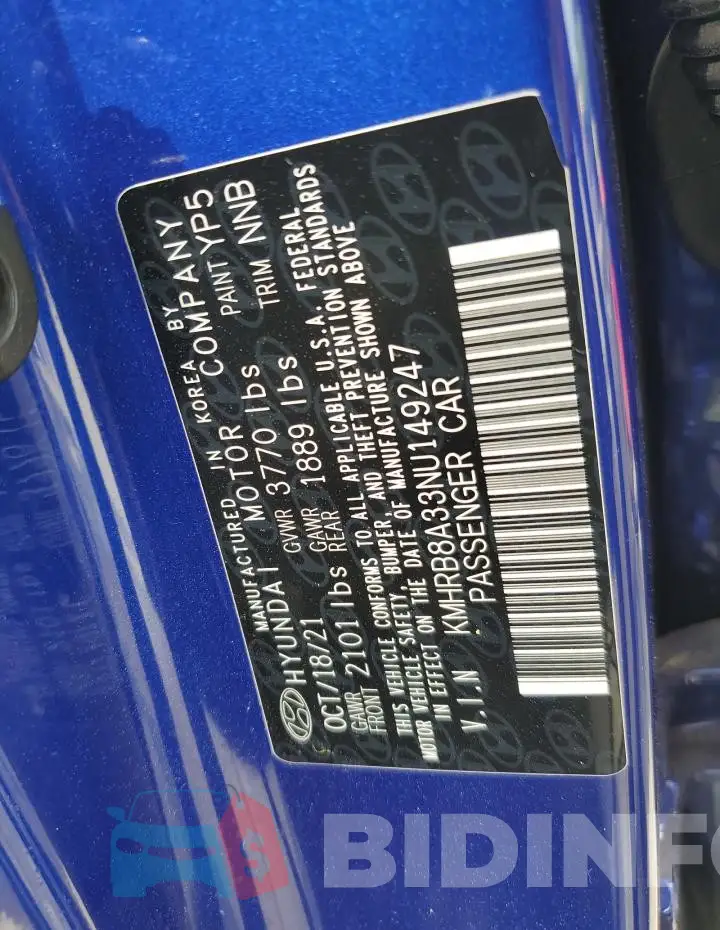 MANUFACTURED IN KOREA BY
HYUNDAI MOTOR COMPANY
OCT/18/21 GVWR 3770 lbs PAINT YP5
GAWR FRONT 2101 lbs GAWR REAR 1889 lbs TRIM NNB
THIS VEHICLE CONFORMS TO ALL APPLICABLE U.S.A. FEDERAL
MOTOR VEHICLE SAFETY, BUMPER, AND THEFT PREVENTION STANDARDS
IN EFFECT ON THE DATE OF MANUFACTURE SHOWN ABOVE
V.I.N KMHRB8A33NU149247
PASSENGER CAR
$ BIDINFO